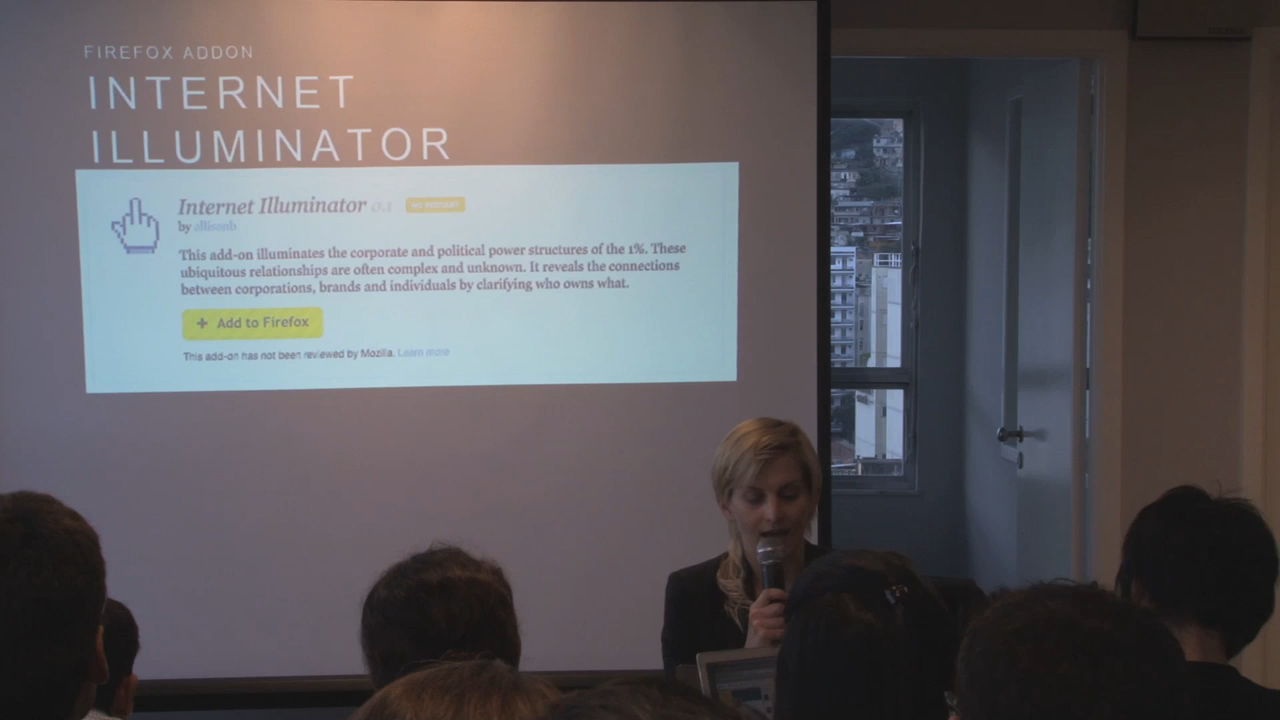 FIREFOX ADDON
INTERNET
ILLUMINATOR
Internet Illuminator 0.1 NO RESTART
by allisonb
This add-on illuminates the corporate and political power structures of the 1%. These
ubiquitous relationships are often complex and unknown. It reveals the connections
between corporations, brands and individuals by clarifying who owns what.
+ Add to Firefox
This add-on has not been reviewed by Mozilla. Learn more